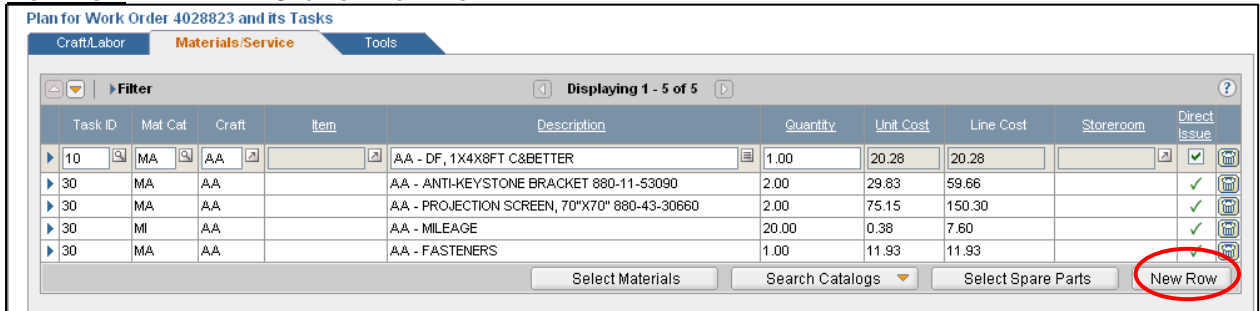 Plan for Work Order 4028823 and its Tasks
Craft/Labor Materials/Service Tools
Filter Displaying 1 - 5 of 5 ?
Task ID Mat Cat Craft Item Description Quantity Unit Cost Line Cost Storeroom Direct Issue
10 MA AA AA - DF, 1X4X8FT C&BETTER 1.00 20.28 20.28
30 MA AA AA - ANTI-KEYSTONE BRACKET 880-11-53090 2.00 29.83 59.66
30 MA AA AA - PROJECTION SCREEN, 70"X70" 880-43-30660 2.00 75.15 150.30
30 MI AA AA - MILEAGE 20.00 0.38 7.60
30 MA AA AA - FASTENERS 1.00 11.93 11.93
Select Materials Search Catalogs Select Spare Parts New Row